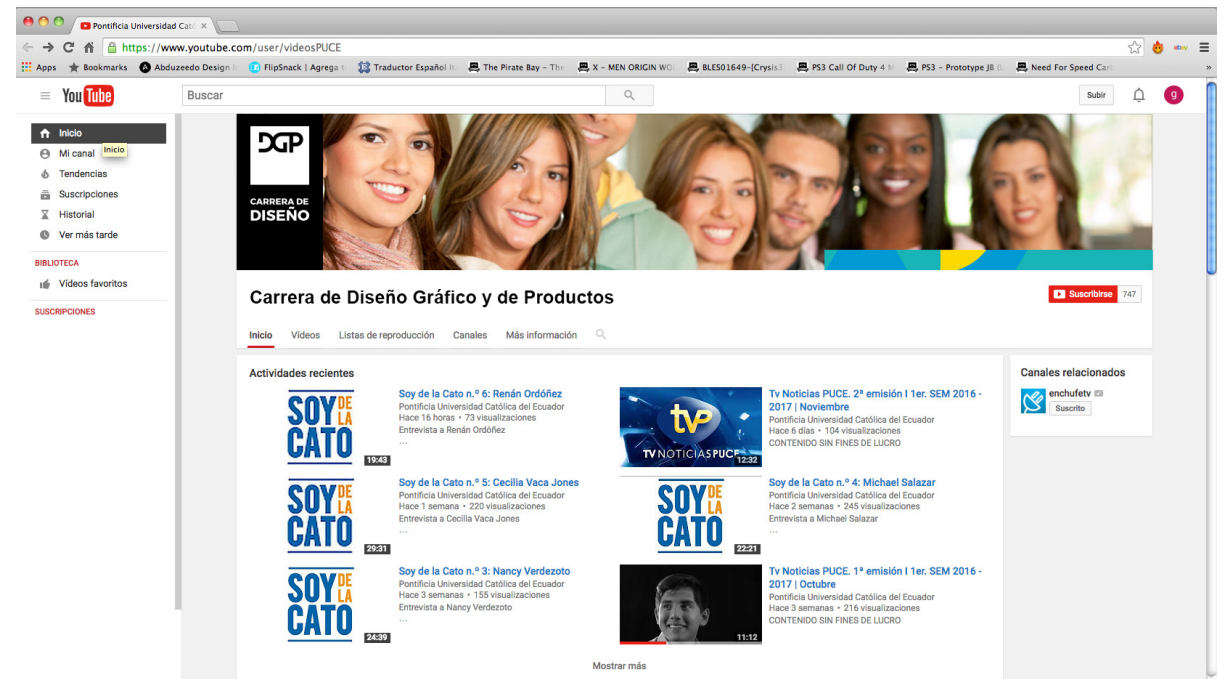 Pontificia Universidad Cató
https://www.youtube.com/user/videosPUCE
ebay
Apps Bookmarks Abduzeedo Design FlipSnack | Agrega Traductor Español The Pirate Bay - The X - MEN ORIGIN WO BLES01649-[Crysis3 PS3 Call Of Duty 4 PS3 - Prototype JB Need For Speed Car »
YouTube
Buscar
Subir
g
Inicio
Mi canal
Inicio
Tendencias
Suscripciones
Historial
Ver más tarde
BIBLIOTECA
Vídeos favoritos
SUSCRIPCIONES
DGP
CARRERA DE
DISEÑO
Carrera de Diseño Gráfico y de Productos
Suscribirse 747
Inicio Vídeos Listas de reproducción Canales Más información
Actividades recientes
SOY DE LA CATO
19:43
Soy de la Cato n.º 6: Renán Ordóñez
Pontificia Universidad Católica del Ecuador
Hace 16 horas • 73 visualizaciones
Entrevista a Renán Ordóñez
...
tvp
TV NOTICIAS PUCE
12:32
Tv Noticias PUCE. 2ª emisión I 1er. SEM 2016 -
2017 | Noviembre
Pontificia Universidad Católica del Ecuador
Hace 6 días • 104 visualizaciones
CONTENIDO SIN FINES DE LUCRO
SOY DE LA CATO
29:31
Soy de la Cato n.º 5: Cecilia Vaca Jones
Pontificia Universidad Católica del Ecuador
Hace 1 semana • 220 visualizaciones
Entrevista a Cecilia Vaca Jones
...
SOY DE LA CATO
22:21
Soy de la Cato n.º 4: Michael Salazar
Pontificia Universidad Católica del Ecuador
Hace 2 semanas • 245 visualizaciones
Entrevista a Michael Salazar
...
SOY DE LA CATO
24:39
Soy de la Cato n.º 3: Nancy Verdezoto
Pontificia Universidad Católica del Ecuador
Hace 3 semanas • 155 visualizaciones
Entrevista a Nancy Verdezoto
...
11:12
Tv Noticias PUCE. 1ª emisión I 1er. SEM 2016 -
2017 | Octubre
Pontificia Universidad Católica del Ecuador
Hace 3 semanas • 216 visualizaciones
CONTENIDO SIN FINES DE LUCRO
Mostrar más
Canales relacionados
enchufetv
Suscrito